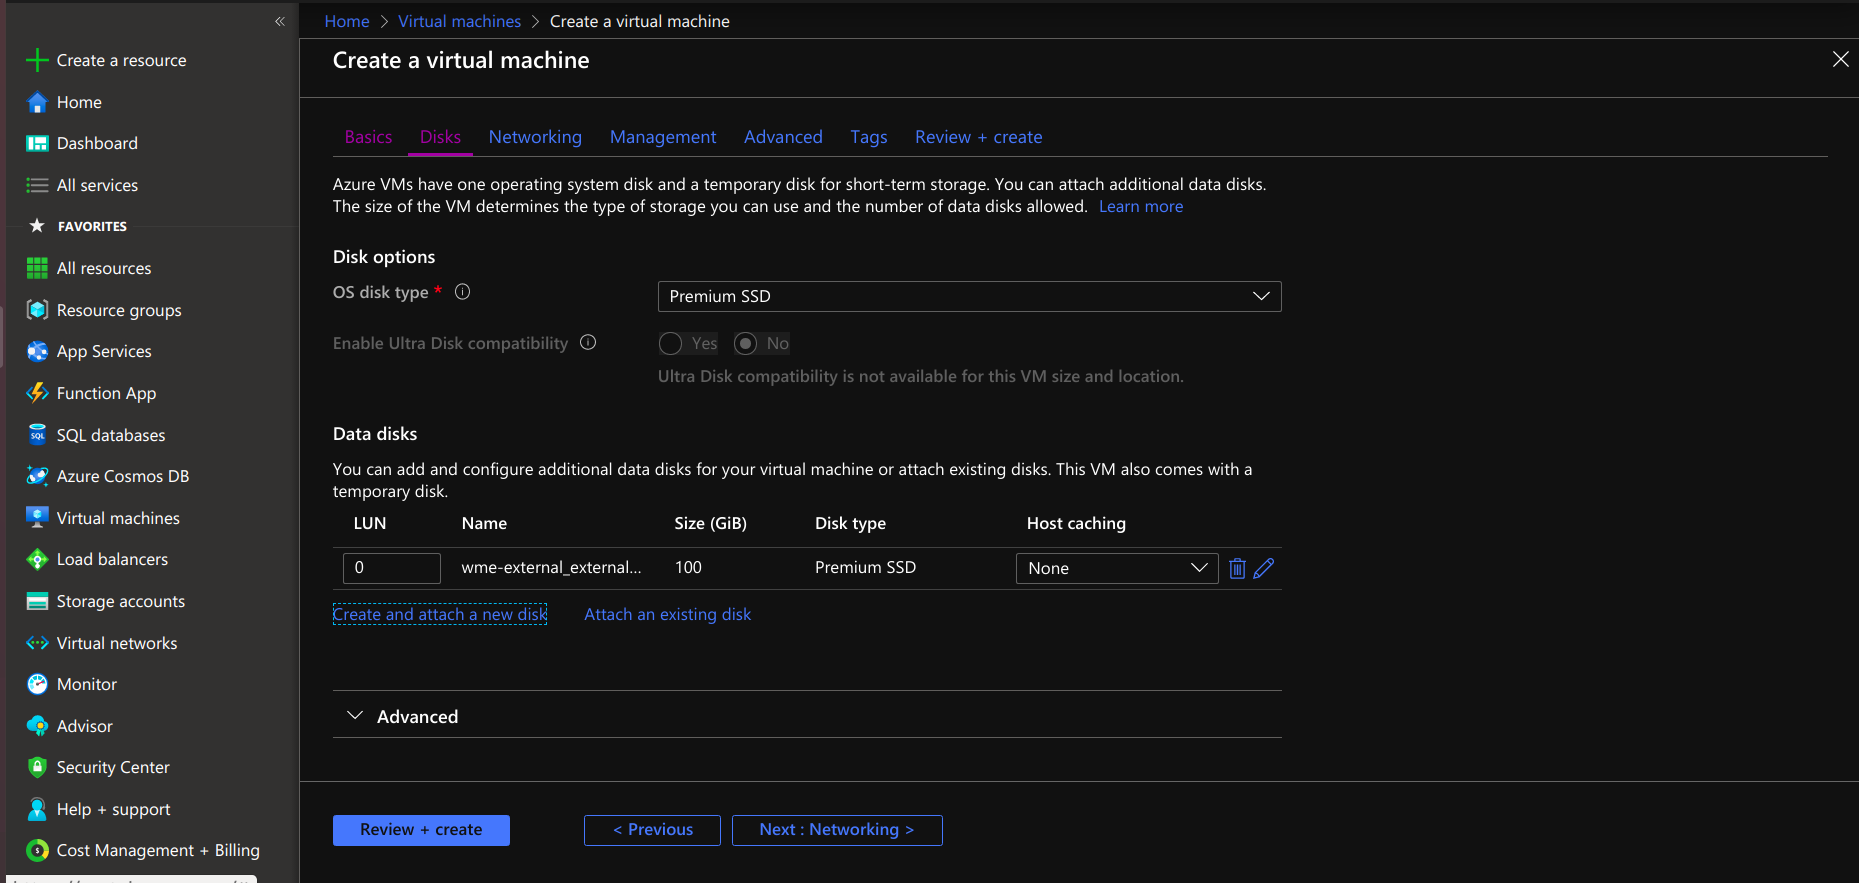 «
Create a resource
Home
Dashboard
All services
FAVORITES
All resources
Resource groups
App Services
Function App
SQL databases
Azure Cosmos DB
Virtual machines
Load balancers
Storage accounts
Virtual networks
Monitor
Advisor
Security Center
Help + support
Cost Management + Billing
Home > Virtual machines > Create a virtual machine
Create a virtual machine
Basics Disks Networking Management Advanced Tags Review + create
Azure VMs have one operating system disk and a temporary disk for short-term storage. You can attach additional data disks.
The size of the VM determines the type of storage you can use and the number of data disks allowed. Learn more
Disk options
OS disk type * Premium SSD
Enable Ultra Disk compatibility Yes No
Ultra Disk compatibility is not available for this VM size and location.
Data disks
You can add and configure additional data disks for your virtual machine or attach existing disks. This VM also comes with a
temporary disk.
LUN Name Size (GiB) Disk type Host caching
0 wme-external_external... 100 Premium SSD None
Create and attach a new disk Attach an existing disk
Advanced
Review + create < Previous Next : Networking >